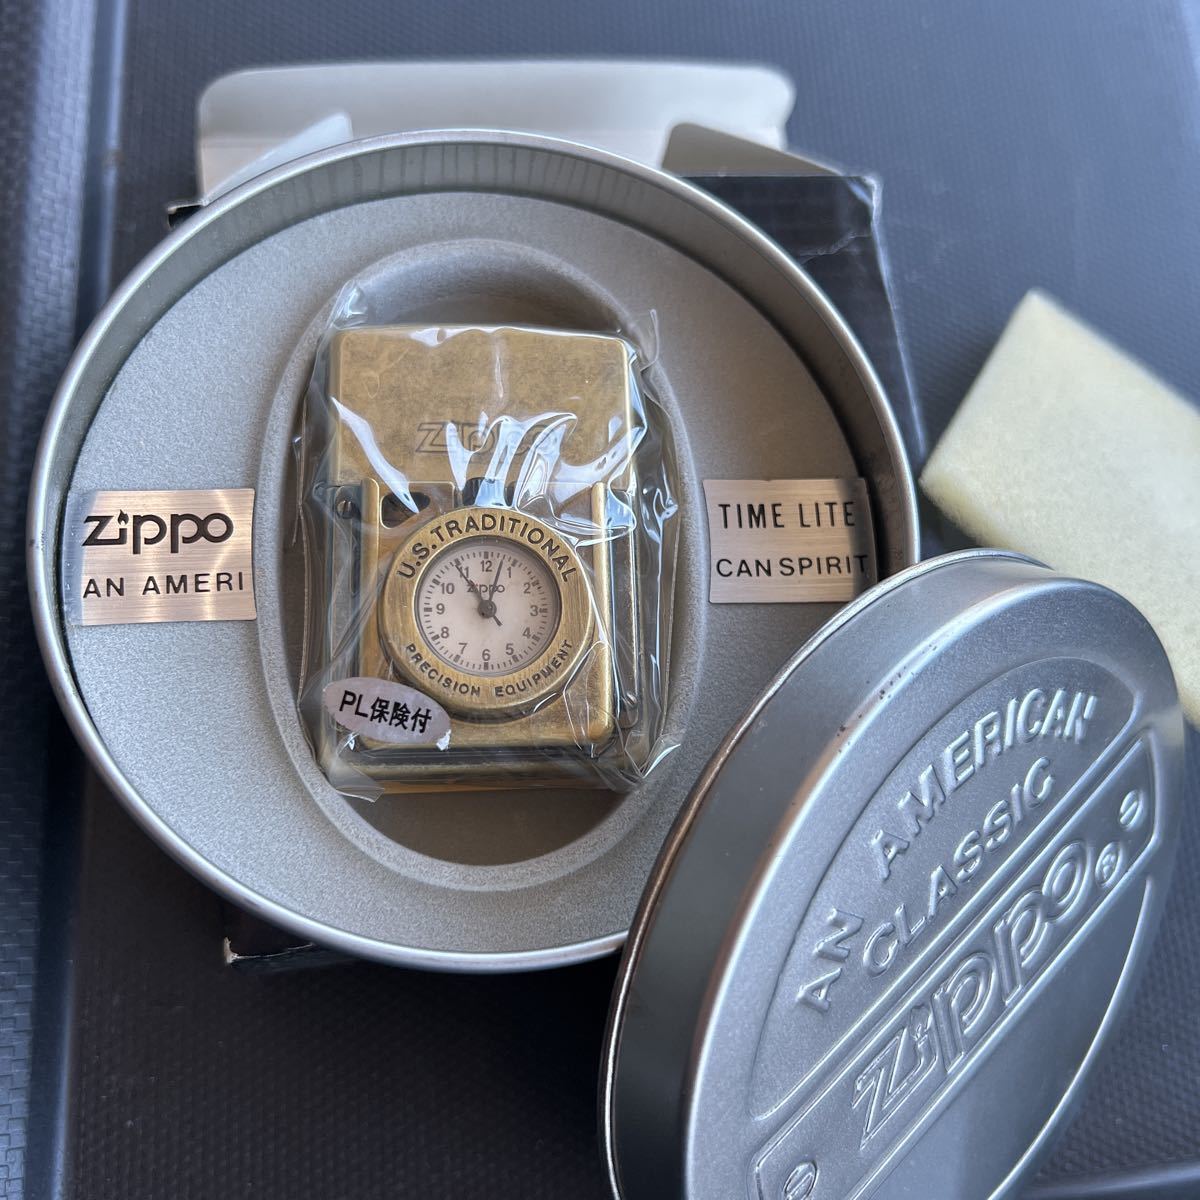 zippo
AN AMERI
TIME LITE
CAN SPIRIT
zippo
U.S. TRADITIONAL
11 12 1
10 2
9 3
8 4
7 6 5
zippo
PRECISION EQUIPMENT
PL保険付
AN AMERICAN
CLASSIC
zippo®